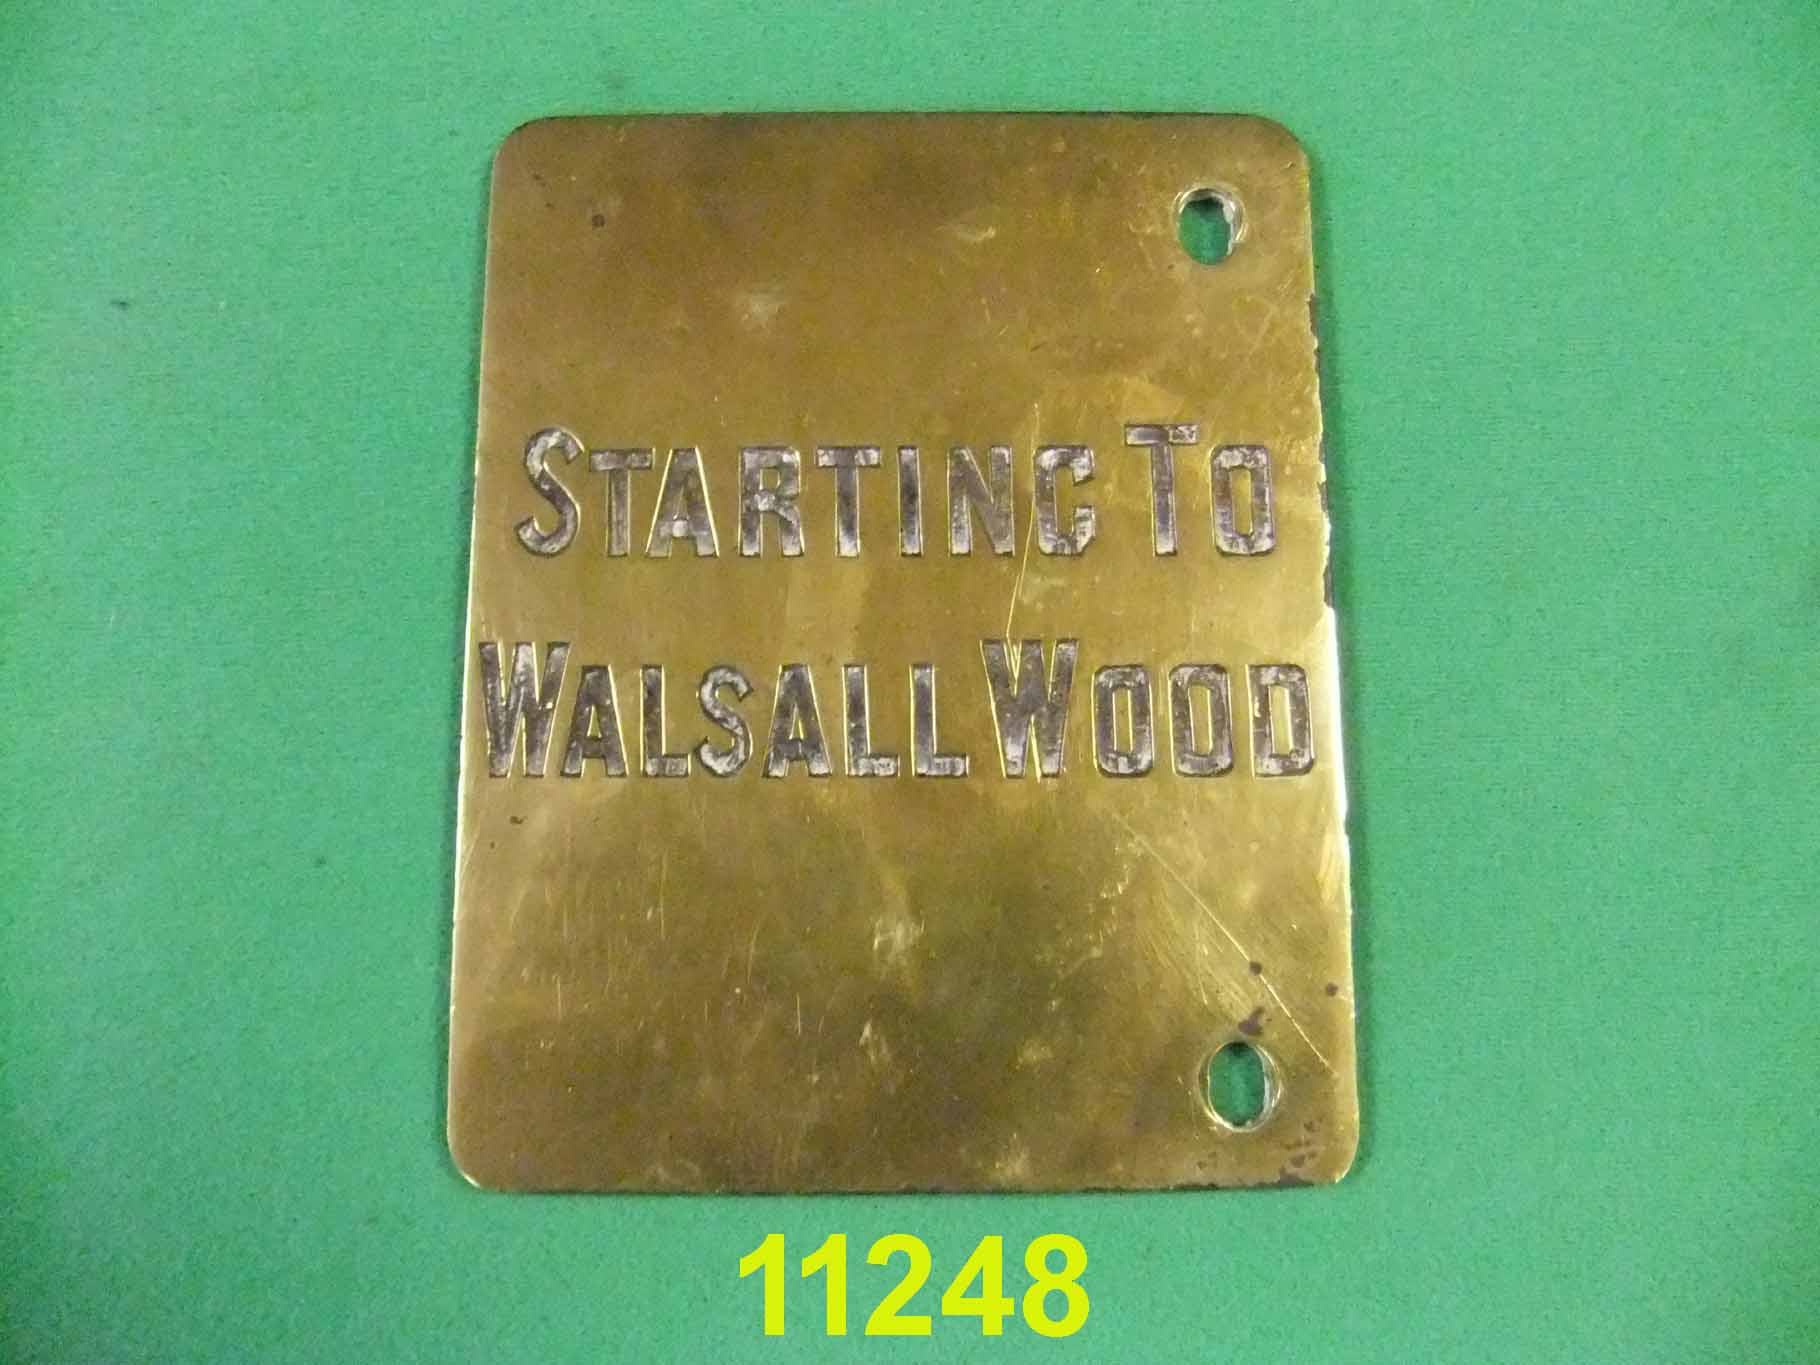 STARTING TO
WALSALL WOOD
11248